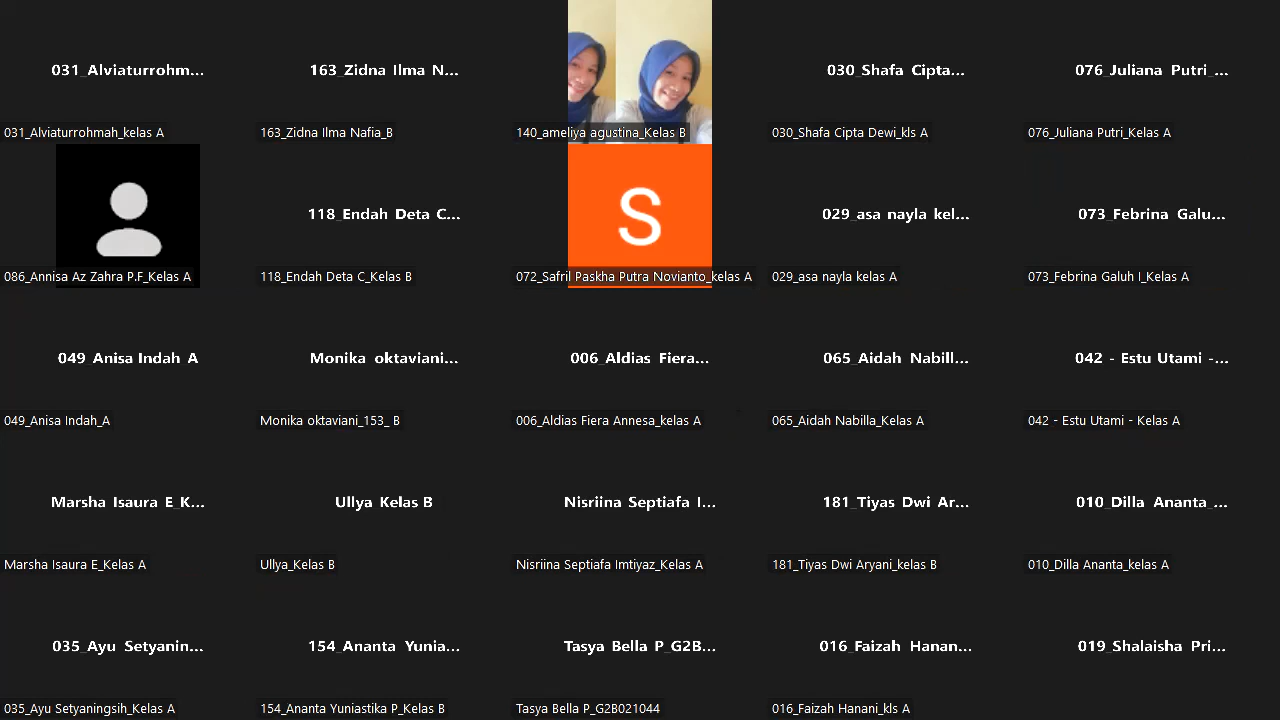 031_Alviaturrohm...
163_Zidna Ilma N...
030_Shafa Cipta...
076_Juliana Putri_...
031_Alviaturrohmah_kelas A
163_Zidna Ilma Nafia_B
140_ameliya agustina_Kelas B
030_Shafa Cipta Dewi_kls A
076_Juliana Putri_Kelas A
118_Endah Deta C...
S
029_asa nayla kel...
073_Febrina Galu...
086_Annisa Az Zahra P.F_Kelas A
118_Endah Deta C_Kelas B
072_Safril Paskha Putra Novianto_kelas A
029_asa nayla kelas A
073_Febrina Galuh I_Kelas A
049_Anisa Indah_A
Monika oktaviani...
006_Aldias Fiera...
065_Aidah Nabill...
042 - Estu Utami -...
049_Anisa Indah_A
Monika oktaviani_153_ B
006_Aldias Fiera Annesa_kelas A
065_Aidah Nabilla_Kelas A
042 - Estu Utami - Kelas A
Marsha Isaura E_K...
Ullya_Kelas B
Nisriina Septiafa I...
181_Tiyas Dwi Ar...
010_Dilla Ananta_...
Marsha Isaura E_Kelas A
Ullya_Kelas B
Nisriina Septiafa Imtiyaz_Kelas A
181_Tiyas Dwi Aryani_kelas B
010_Dilla Ananta_kelas A
035_Ayu Setyanin...
154_Ananta Yunia...
Tasya Bella P_G2B...
016_Faizah Hanan...
019_Shalaisha Pri...
035_Ayu Setyaningsih_Kelas A
154_Ananta Yuniastika P_Kelas B
Tasya Bella P_G2B021044
016_Faizah Hanani_kls A